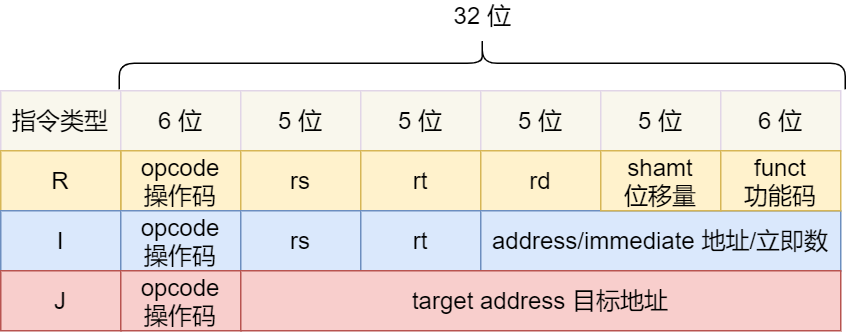 32 位
指令类型 6 位 5 位 5 位 5 位 5 位 6 位
R opcode 操作码 rs rt rd shamt 位移量 funct 功能码
I opcode 操作码 rs rt address/immediate 地址/立即数
J opcode 操作码 target address 目标地址